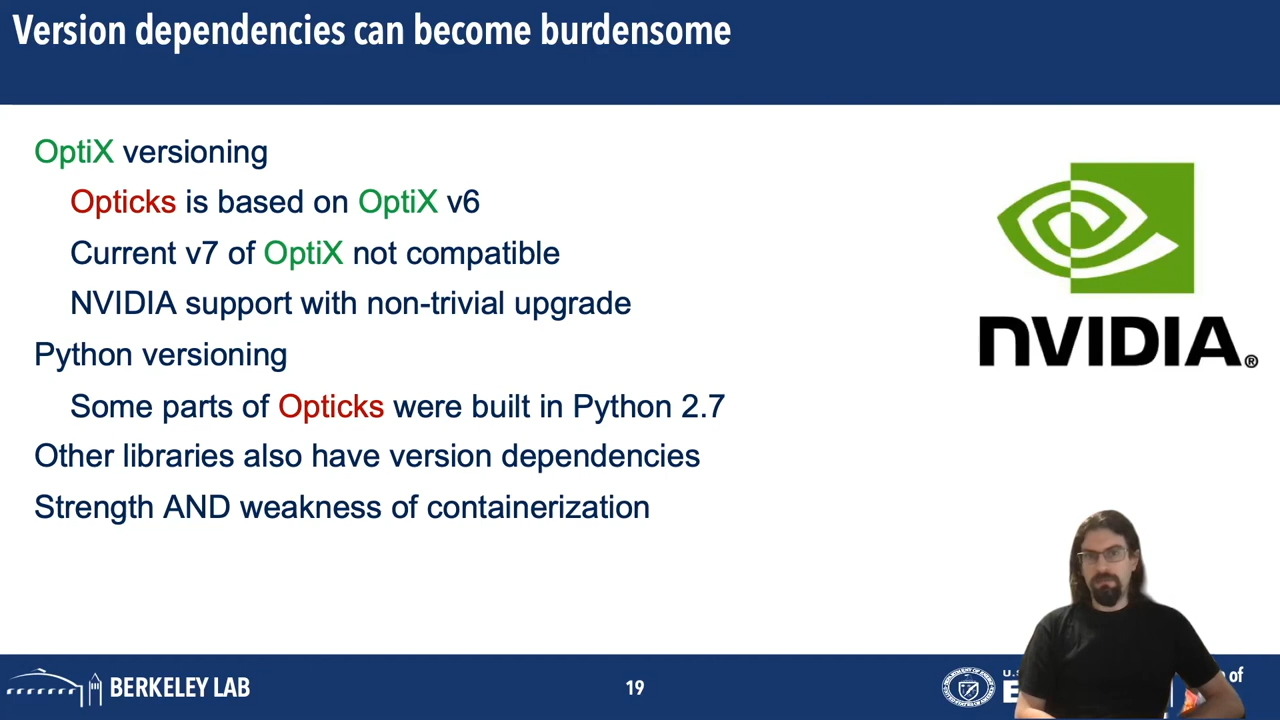 Version dependencies can become burdensome
OptiX versioning
Opticks is based on OptiX v6
Current v7 of OptiX not compatible
NVIDIA support with non-trivial upgrade
Python versioning
Some parts of Opticks were built in Python 2.7
Other libraries also have version dependencies
Strength AND weakness of containerization
NVIDIA®
BERKELEY LAB
19
of